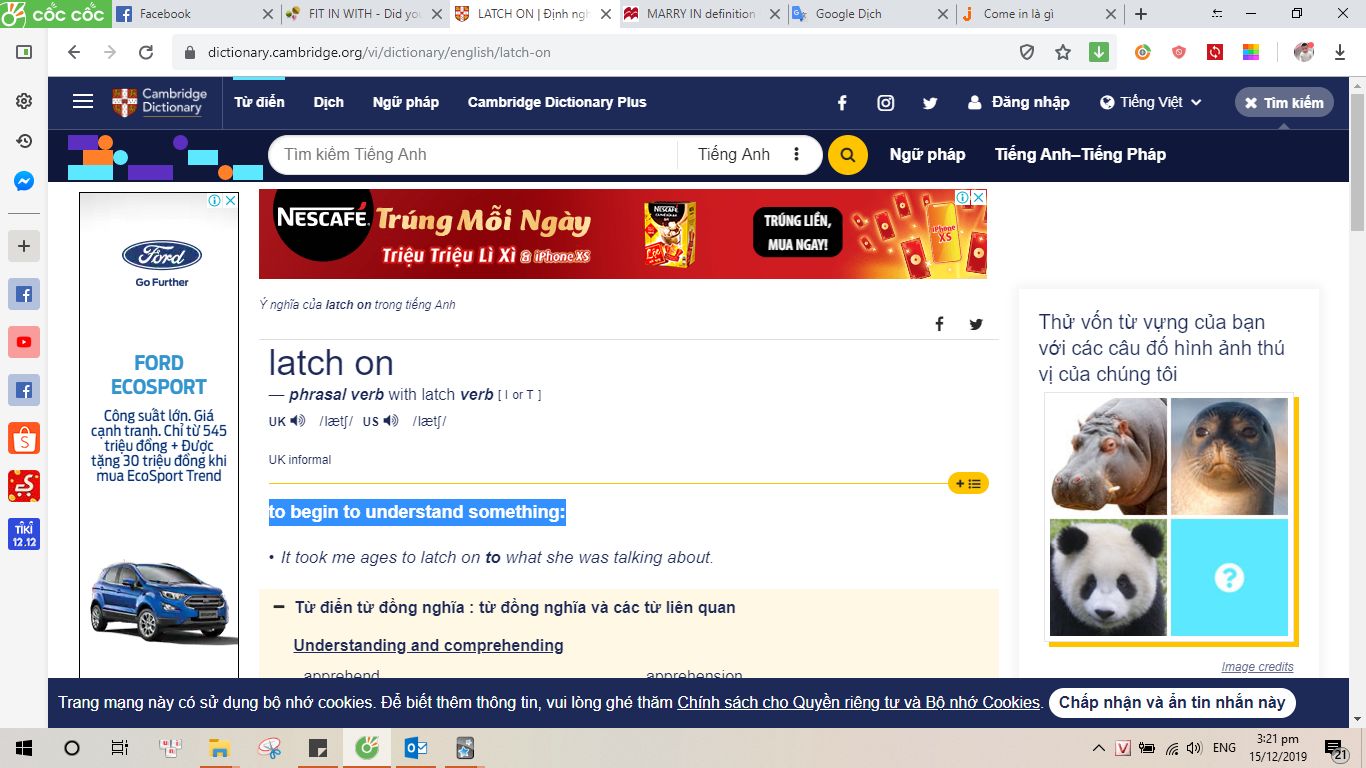 cốc cốc
Facebook
FIT IN WITH - Did you
LATCH ON | Định ngh
MARRY IN definition
Google Dịch
Come in là gì
dictionary.cambridge.org/vi/dictionary/english/latch-on
Cambridge
Dictionary
Từ điển
Dịch
Ngữ pháp
Cambridge Dictionary Plus
Đăng nhập
Tiếng Việt
Tìm kiếm
Tìm kiếm Tiếng Anh
Tiếng Anh
Ngữ pháp
Tiếng Anh–Tiếng Pháp
Ford
Go Further
FORD
ECOSPORT
Công suất lớn. Giá
cạnh tranh. Chỉ từ 545
triệu đồng + Được
tặng 30 triệu đồng khi
mua EcoSport Trend
NESCAFÉ
Trúng Mỗi Ngày
Triệu Triệu Lì Xì & iPhone XS
TRÚNG LIỀN,
MUA NGAY!
iPhone
XS
Ý nghĩa của latch on trong tiếng Anh
latch on
— phrasal verb with latch verb [ I or T ]
UK /lætʃ/ US /lætʃ/
UK informal
to begin to understand something:
• It took me ages to latch on to what she was talking about.
Từ điển từ đồng nghĩa : từ đồng nghĩa và các từ liên quan
Understanding and comprehending
apprehend
apprehension
Thử vốn từ vựng của bạn
với các câu đố hình ảnh thú
vị của chúng tôi
?
Image credits
TIKI
12.12
Trang mạng này có sử dụng bộ nhớ cookies. Để biết thêm thông tin, vui lòng ghé thăm Chính sách cho Quyền riêng tư và Bộ nhớ Cookies.
Chấp nhận và ẩn tin nhắn này
V
ENG
3:21 pm
15/12/2019
21